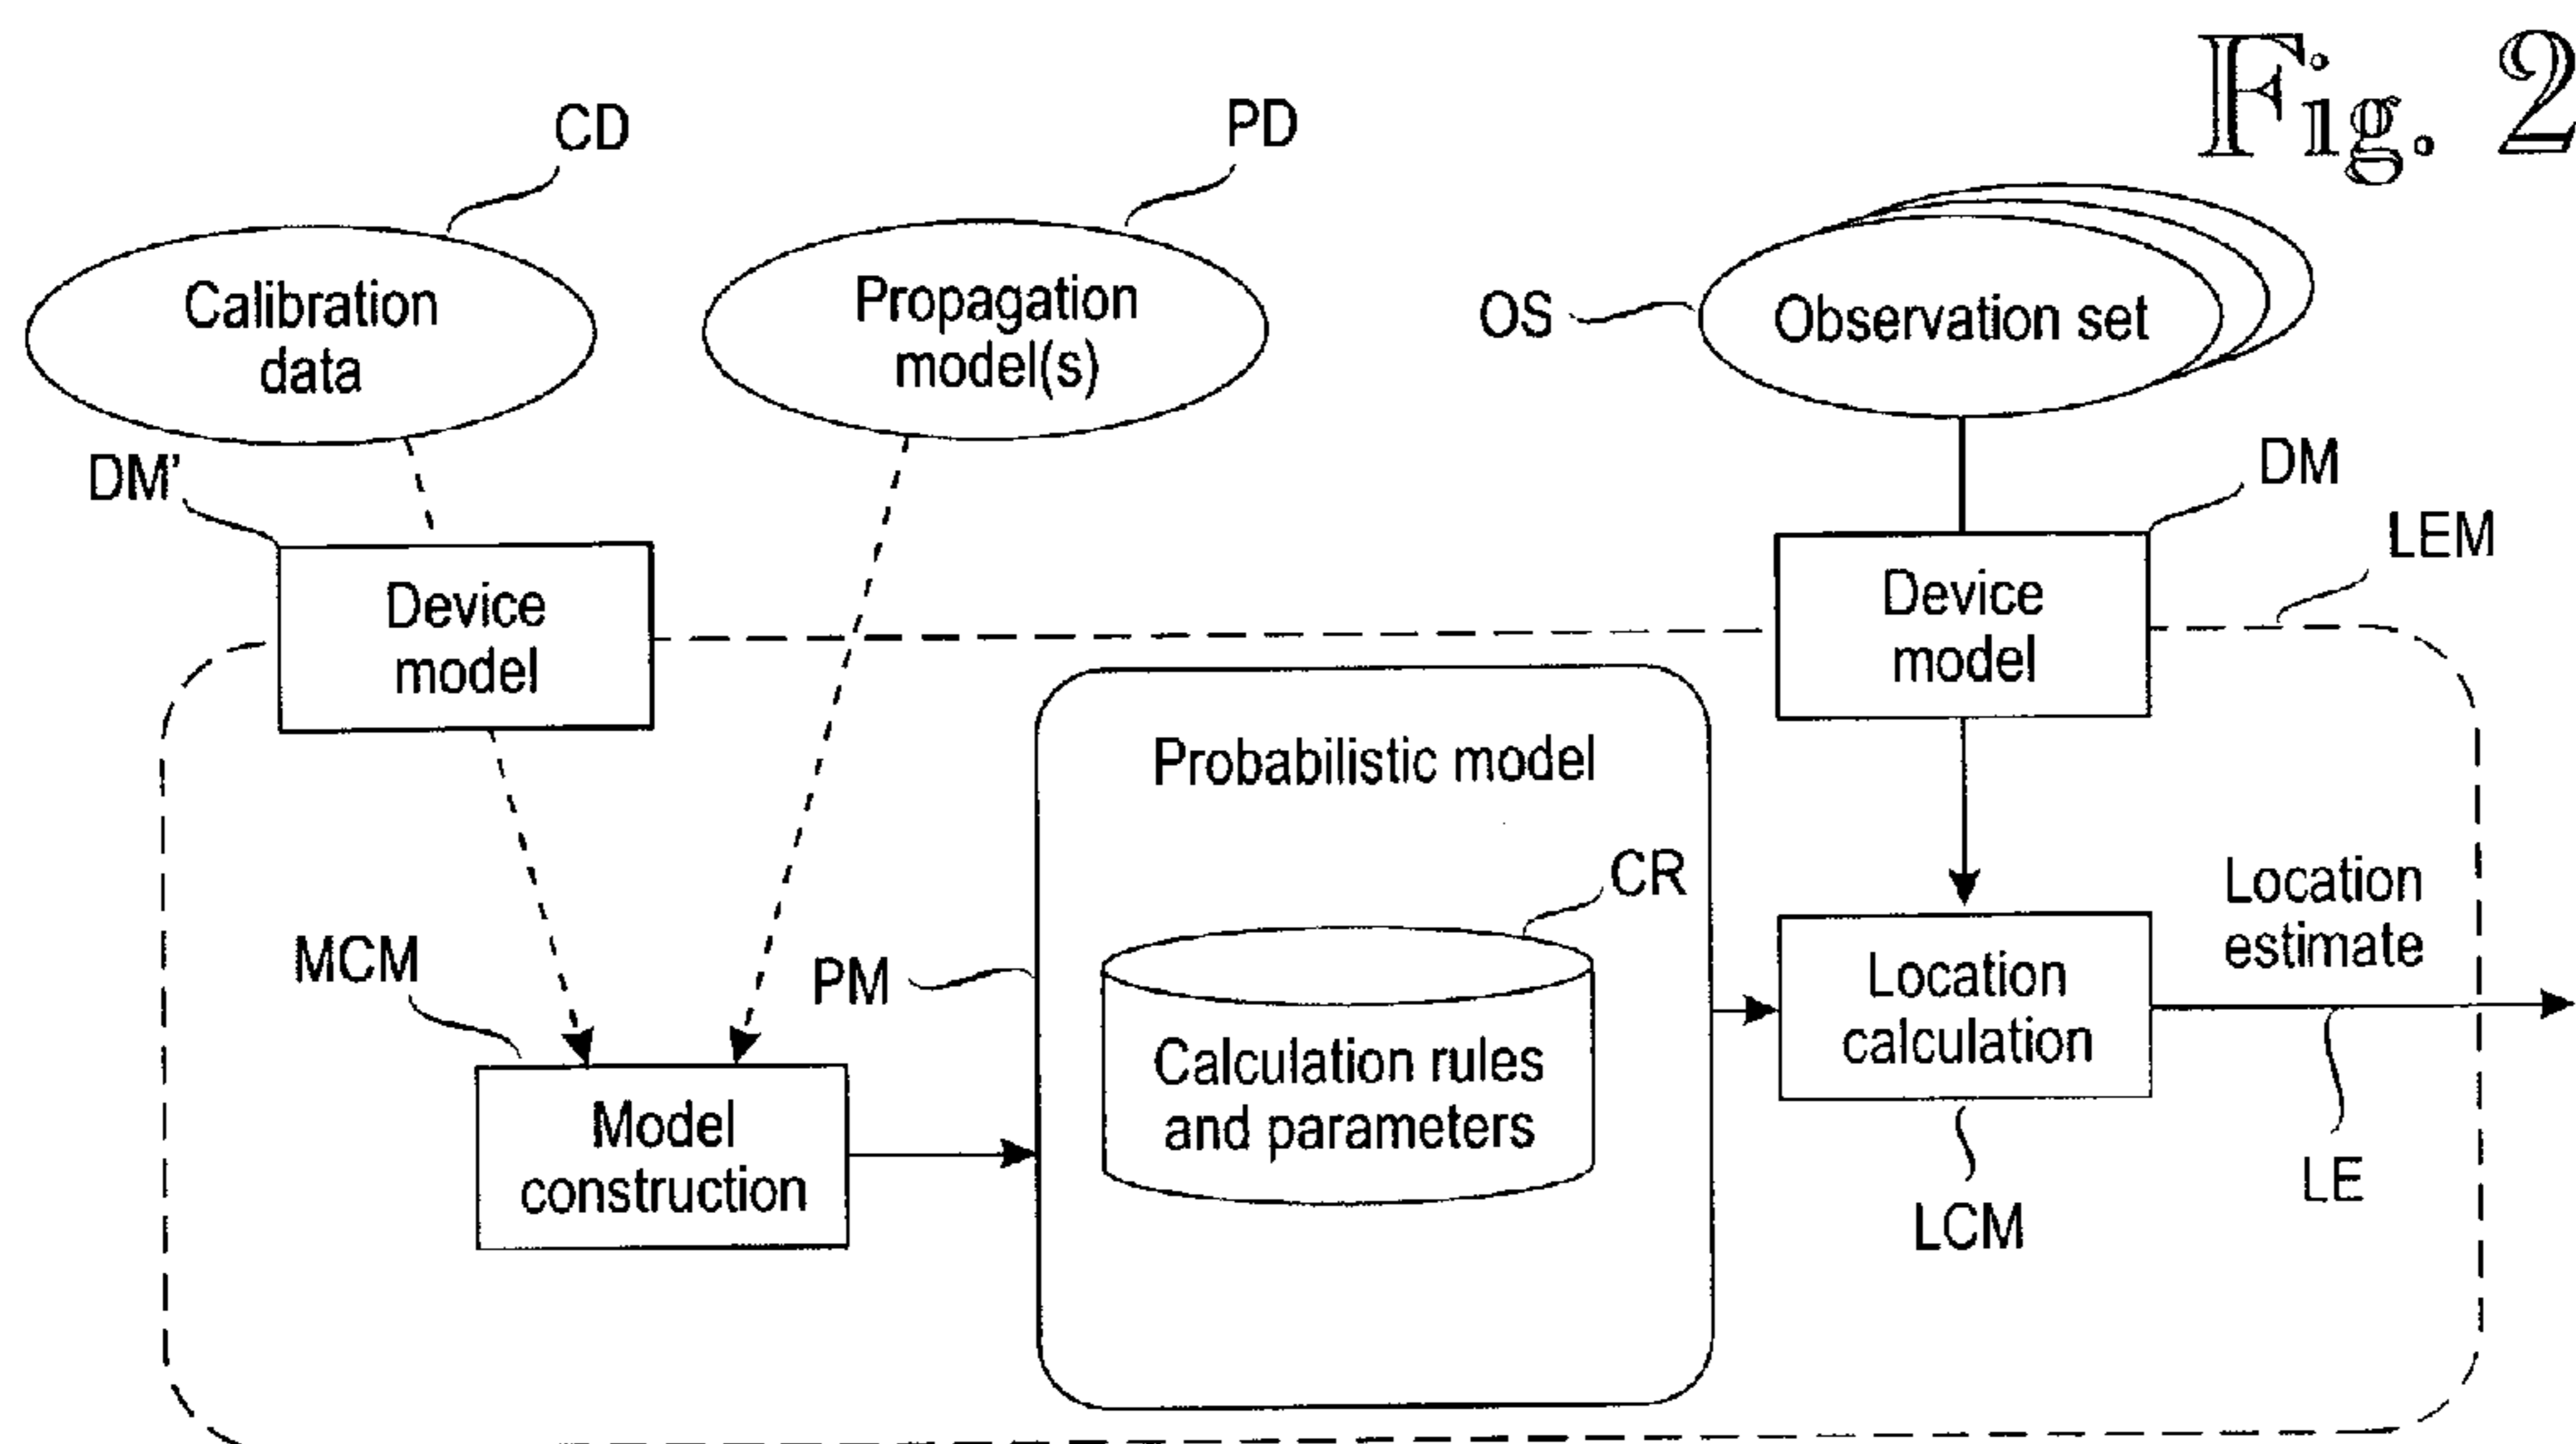 Fig. 2
CD
PD
Calibration
data
Propagation
model(s)
OS
Observation set
DM'
DM
LEM
Device
model
Device
model
Probabilistic model
CR
MCM
PM
Location
estimate
Location
calculation
Calculation rules
and parameters
Model
construction
LE
LCM